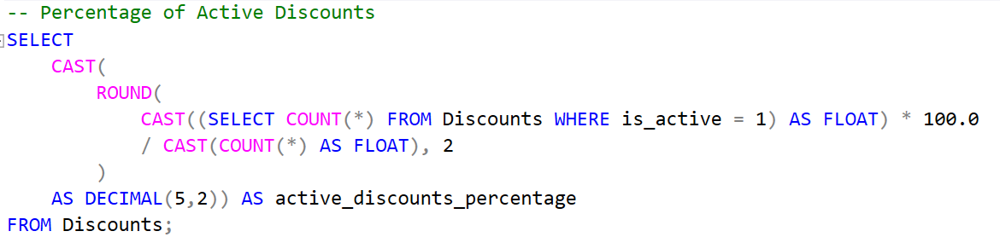 -- Percentage of Active Discounts
SELECT
    CAST(
        ROUND(
            CAST((SELECT COUNT(*) FROM Discounts WHERE is_active = 1) AS FLOAT) * 100.0
            / CAST(COUNT(*) AS FLOAT), 2
        )
    AS DECIMAL(5,2)) AS active_discounts_percentage
FROM Discounts;